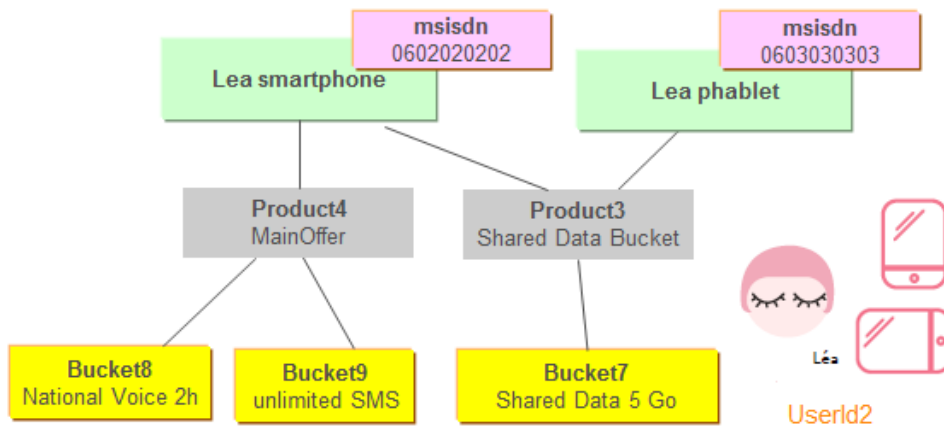 msisdn
0602020202
Lea smartphone
msisdn
0603030303
Lea phablet
Product4
MainOffer
Product3
Shared Data Bucket
Bucket8
National Voice 2h
Bucket9
unlimited SMS
Bucket7
Shared Data 5 Go
Léa
UserId2